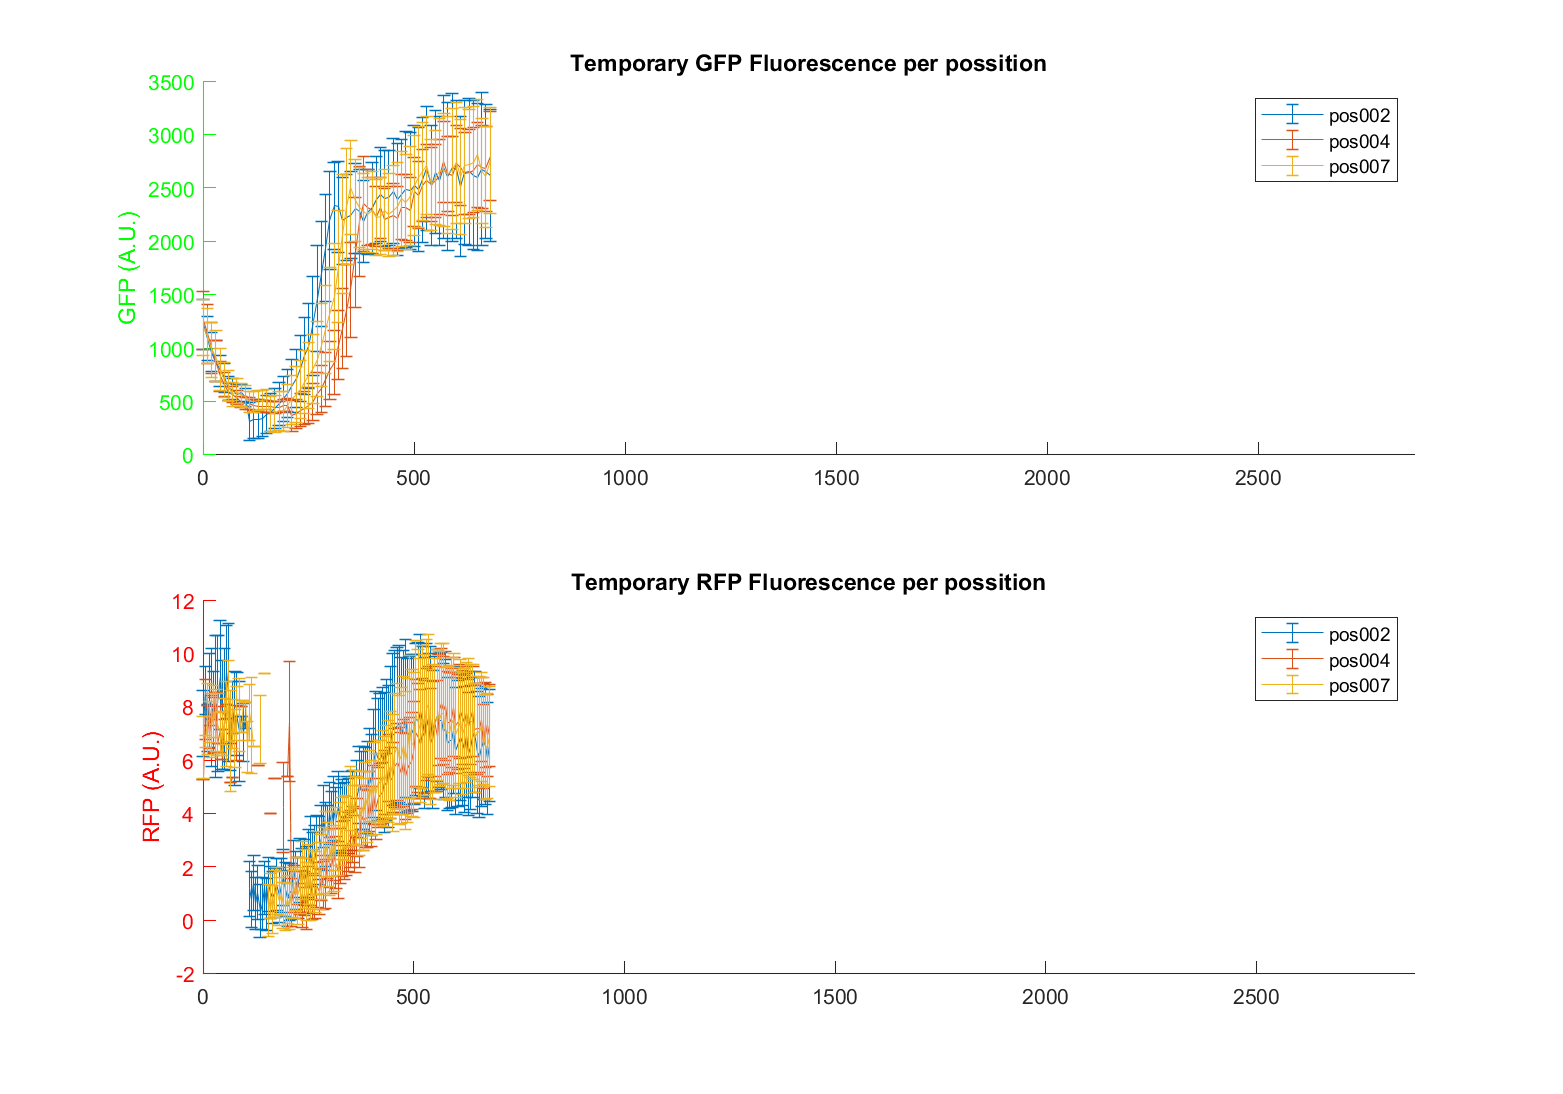 Temporary GFP Fluorescence per possition
3500
3000
2500
2000
1500
1000
500
0
GFP (A.U.)
pos002
pos004
pos007
0 500 1000 1500 2000 2500
Temporary RFP Fluorescence per possition
12
10
8
6
4
2
0
-2
RFP (A.U.)
pos002
pos004
pos007
0 500 1000 1500 2000 2500